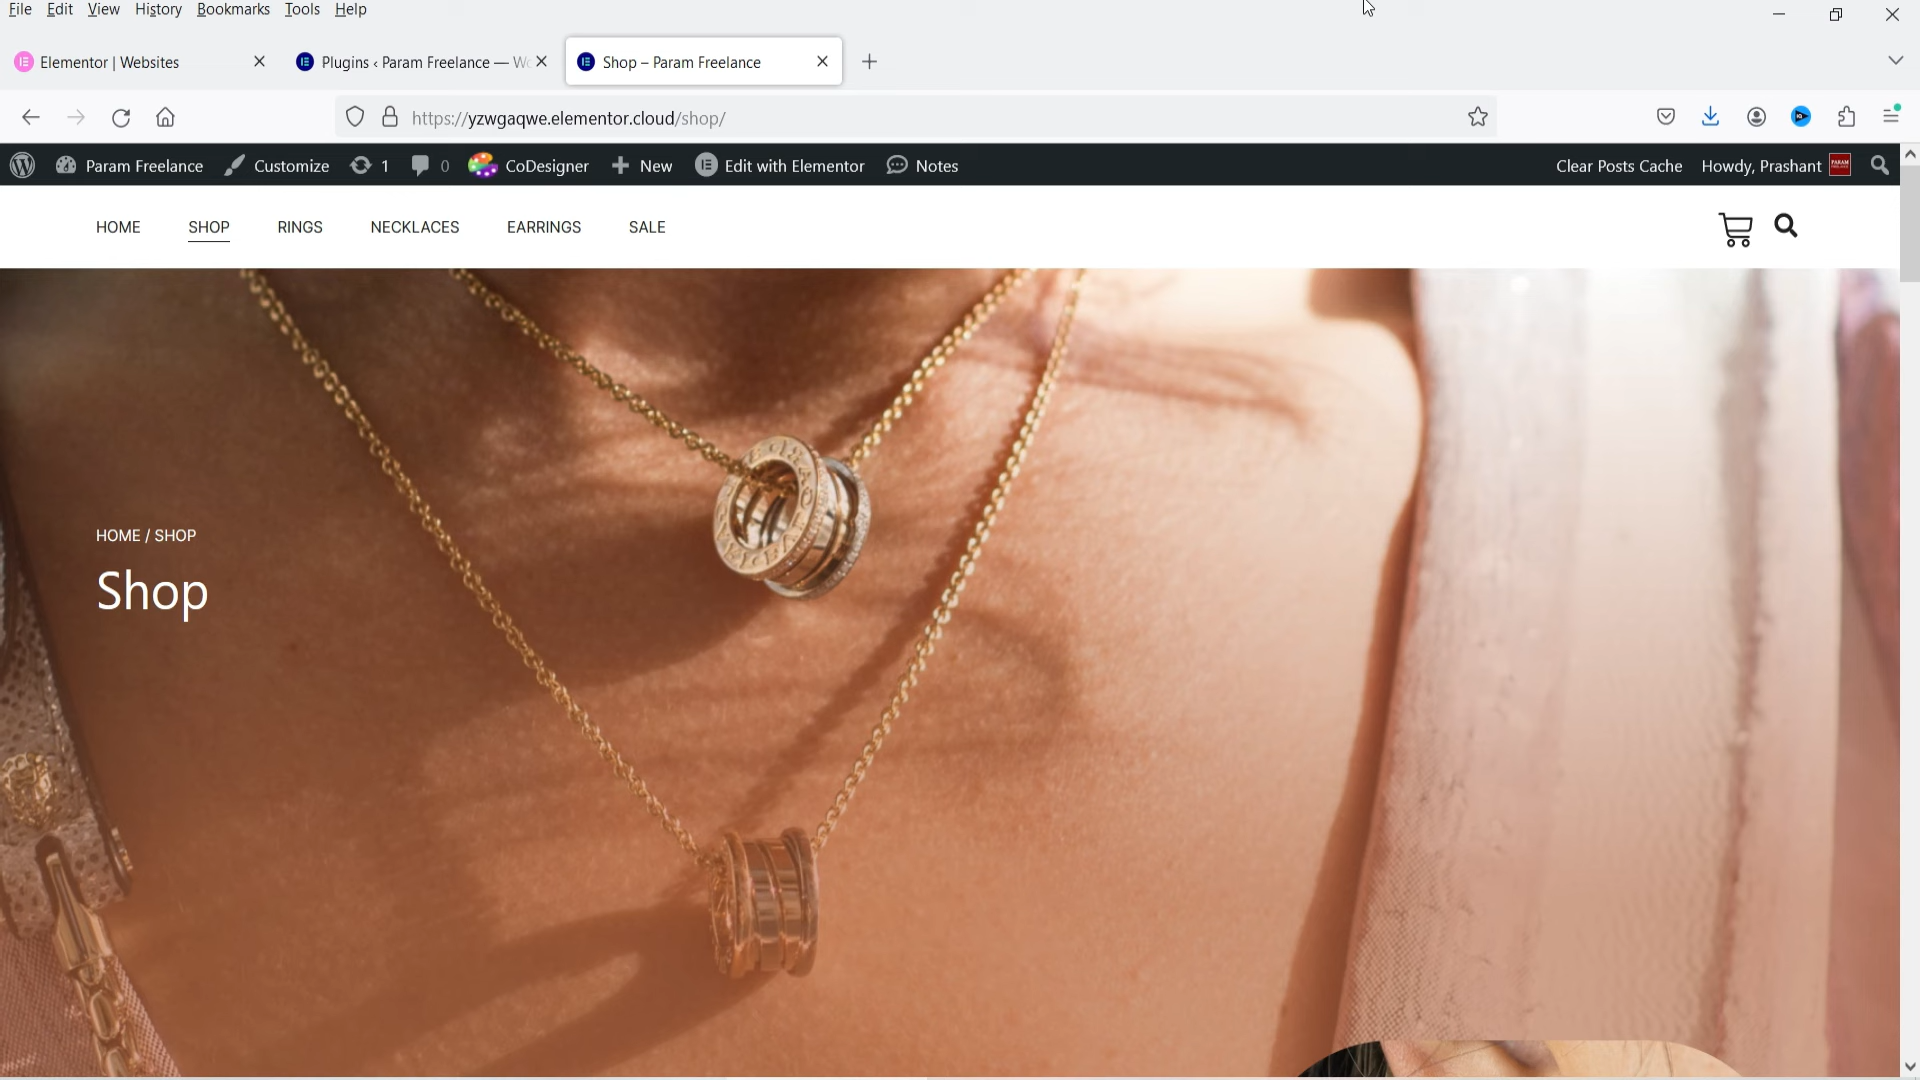 File Edit View History Bookmarks Tools Help
Elementor | Websites
Plugins ‹ Param Freelance — Wo
Shop – Param Freelance
https://yzwgaqwe.elementor.cloud/shop/
Param Freelance Customize 1 0 CoDesigner New Edit with Elementor Notes Clear Posts Cache Howdy, Prashant
HOME SHOP RINGS NECKLACES EARRINGS SALE
HOME / SHOP
Shop